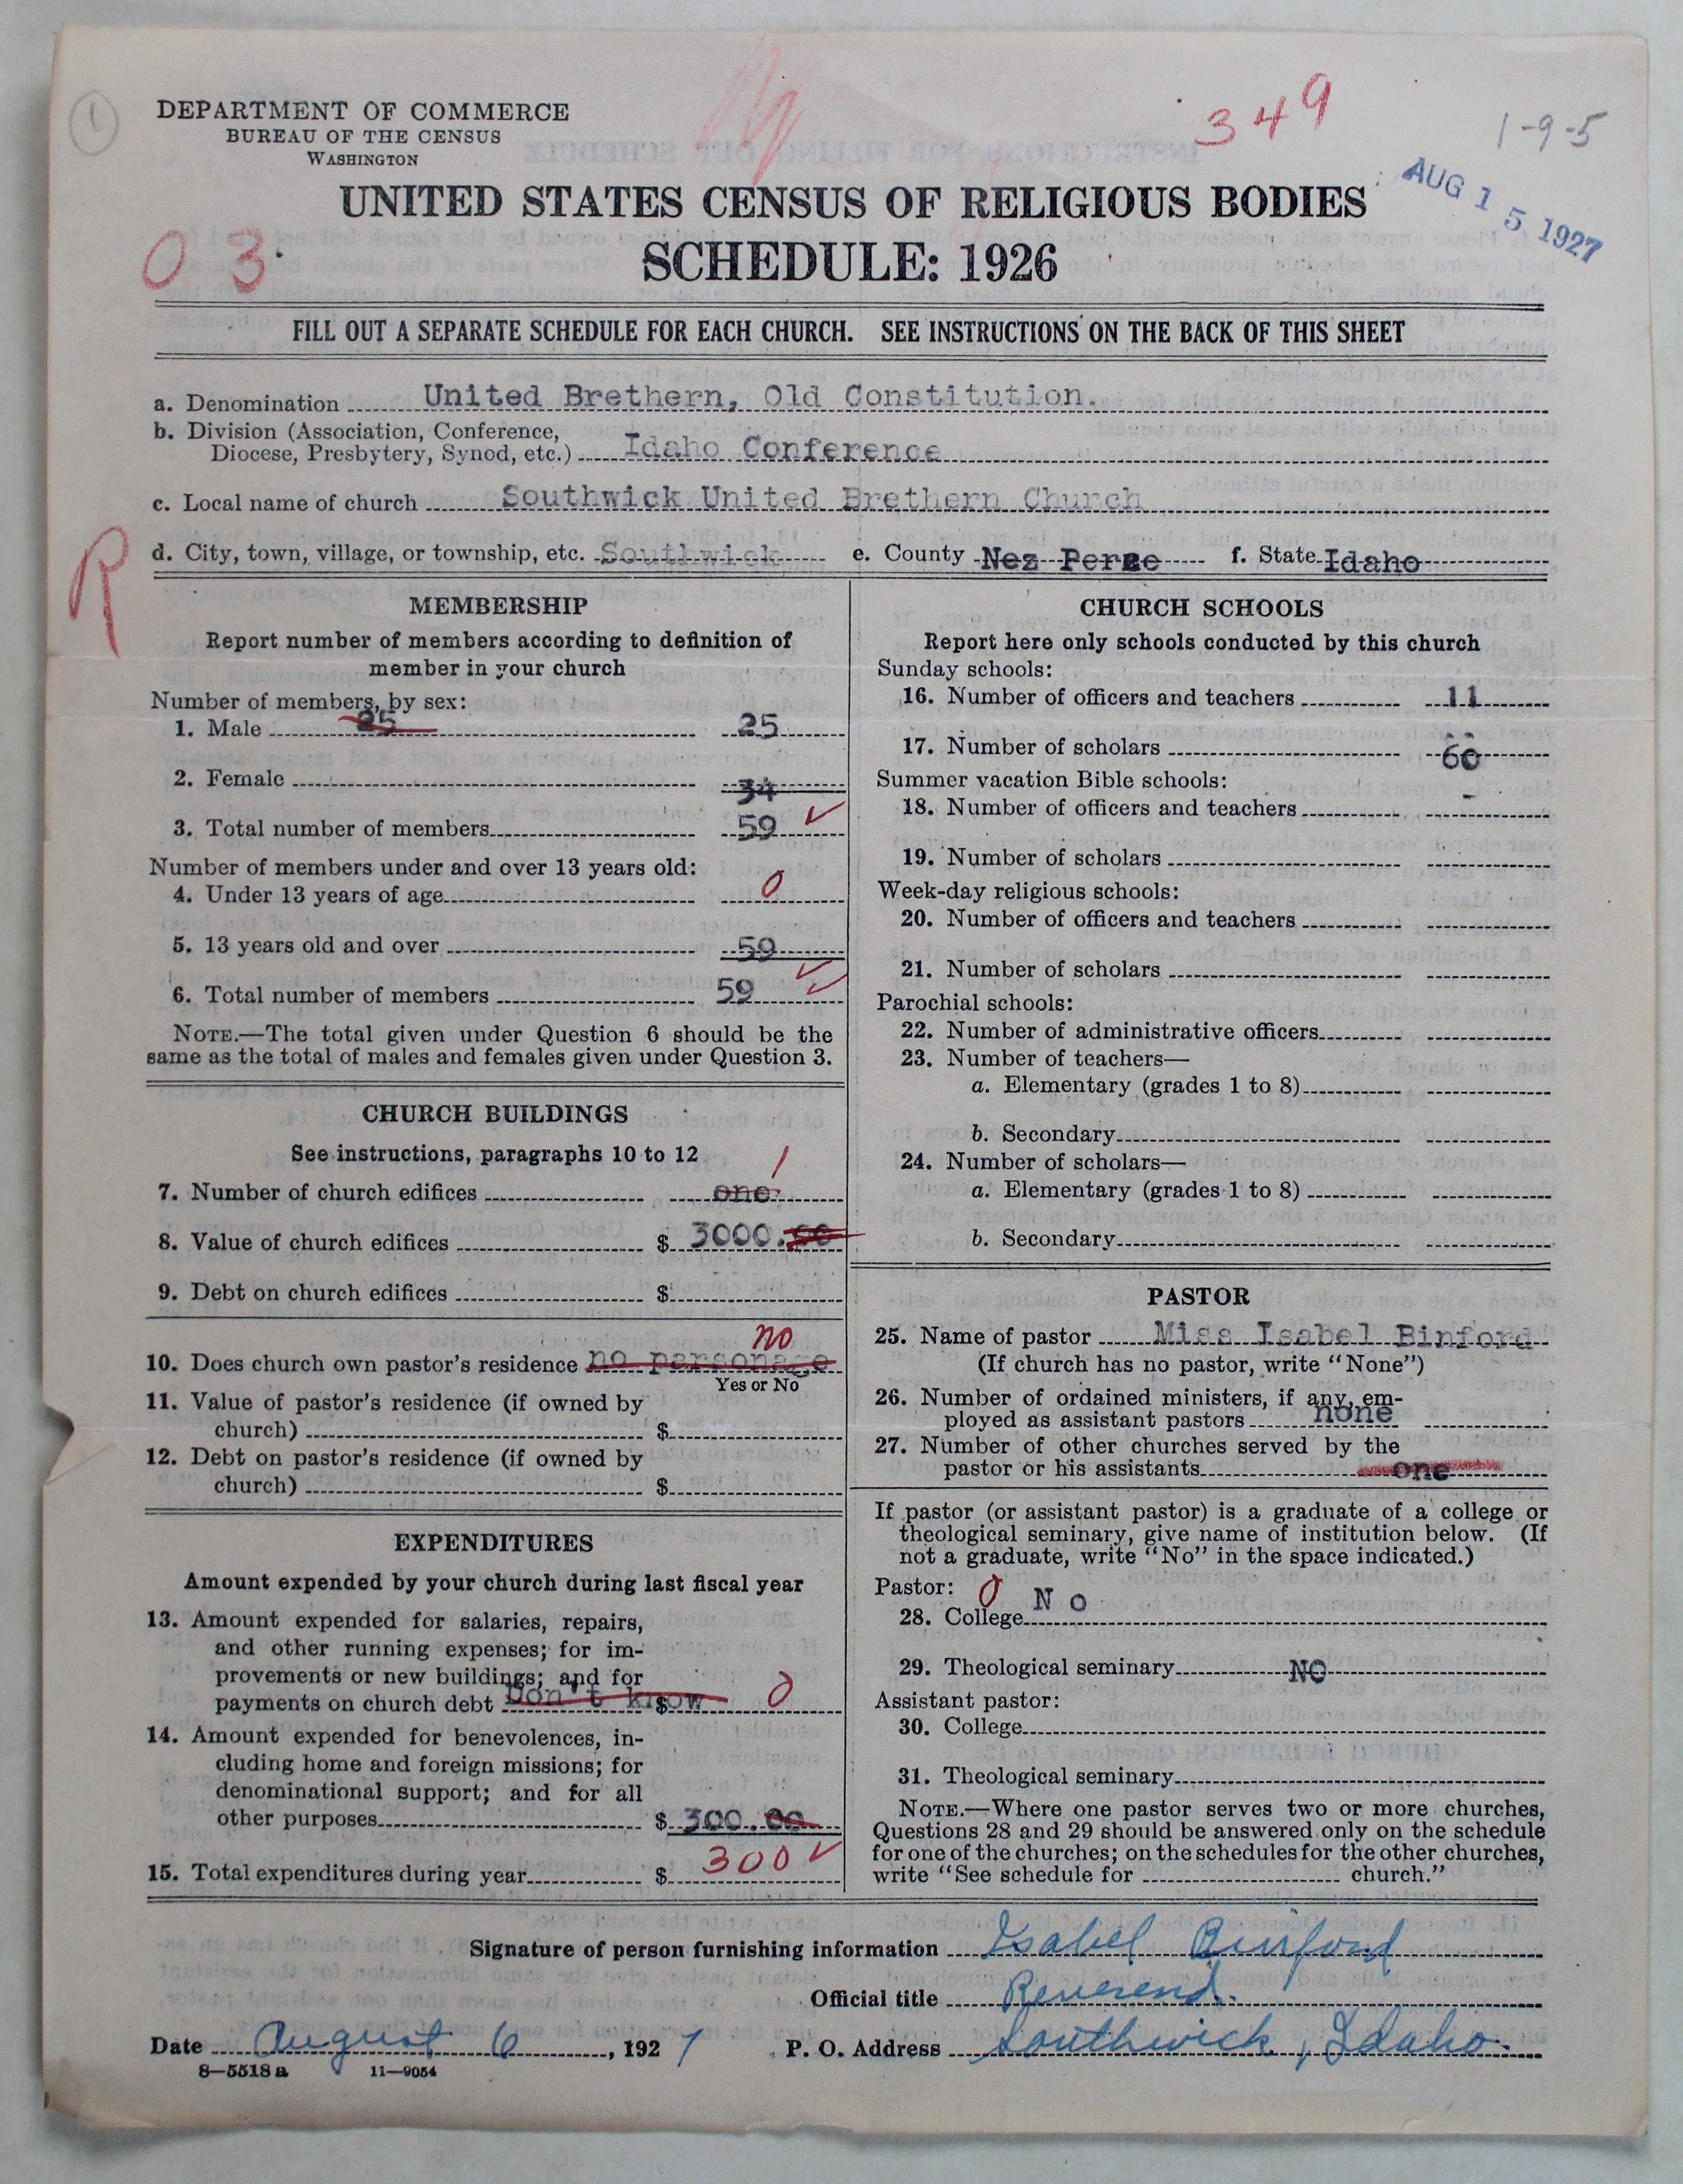 1
DEPARTMENT OF COMMERCE
BUREAU OF THE CENSUS
WASHINGTON
349
1-9-5
AUG 15 1927
UNITED STATES CENSUS OF RELIGIOUS BODIES
03
SCHEDULE: 1926
FILL OUT A SEPARATE SCHEDULE FOR EACH CHURCH. SEE INSTRUCTIONS ON THE BACK OF THIS SHEET
a. Denomination United Brethern, Old Constitution.
b. Division (Association, Conference,
Diocese, Presbytery, Synod, etc.) Idaho Conference
c. Local name of church Southwick United Brethern Church
R
d. City, town, village, or township, etc. Southwick e. County Nez Perce f. State Idaho
MEMBERSHIP
Report number of members according to definition of
member in your church
Number of members, by sex:
1. Male 25 25
2. Female 34
3. Total number of members 59 ✓
Number of members under and over 13 years old:
4. Under 13 years of age 0
5. 13 years old and over 59
6. Total number of members 59 ✓
NOTE.—The total given under Question 6 should be the
same as the total of males and females given under Question 3.
CHURCH BUILDINGS
See instructions, paragraphs 10 to 12
1
7. Number of church edifices one
8. Value of church edifices $ 3000.00
9. Debt on church edifices $
no
10. Does church own pastor's residence no parsonage
Yes or No
11. Value of pastor's residence (if owned by
church) $
12. Debt on pastor's residence (if owned by
church) $
EXPENDITURES
Amount expended by your church during last fiscal year
13. Amount expended for salaries, repairs,
and other running expenses; for im-
provements or new buildings; and for
payments on church debt Don't know $ 0
14. Amount expended for benevolences, in-
cluding home and foreign missions; for
denominational support; and for all
other purposes $ 300.00
15. Total expenditures during year $ 300 ✓
CHURCH SCHOOLS
Report here only schools conducted by this church
Sunday schools:
16. Number of officers and teachers 11
17. Number of scholars 60
Summer vacation Bible schools:
18. Number of officers and teachers -
19. Number of scholars
Week-day religious schools:
20. Number of officers and teachers
21. Number of scholars
Parochial schools:
22. Number of administrative officers
23. Number of teachers—
a. Elementary (grades 1 to 8)
b. Secondary
24. Number of scholars—
a. Elementary (grades 1 to 8)
b. Secondary
PASTOR
25. Name of pastor Miss Isabel Binford
(If church has no pastor, write "None")
26. Number of ordained ministers, if any, em-
ployed as assistant pastors none
27. Number of other churches served by the
pastor or his assistants one
If pastor (or assistant pastor) is a graduate of a college or
theological seminary, give name of institution below. (If
not a graduate, write "No" in the space indicated.)
Pastor: 0
28. College No
29. Theological seminary NO
Assistant pastor:
30. College
31. Theological seminary
NOTE.—Where one pastor serves two or more churches,
Questions 28 and 29 should be answered only on the schedule
for one of the churches; on the schedules for the other churches,
write "See schedule for church."
Signature of person furnishing information Isabel Binford
Official title Reverend.
Date August 6, 1927 P. O. Address Southwick, Idaho.
8—5518 a 11—9054